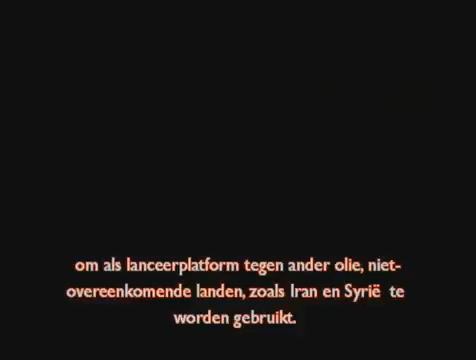 om als lanceerplatform tegen ander olie, niet-
overeenkomende landen, zoals Iran en Syrië te
worden gebruikt.